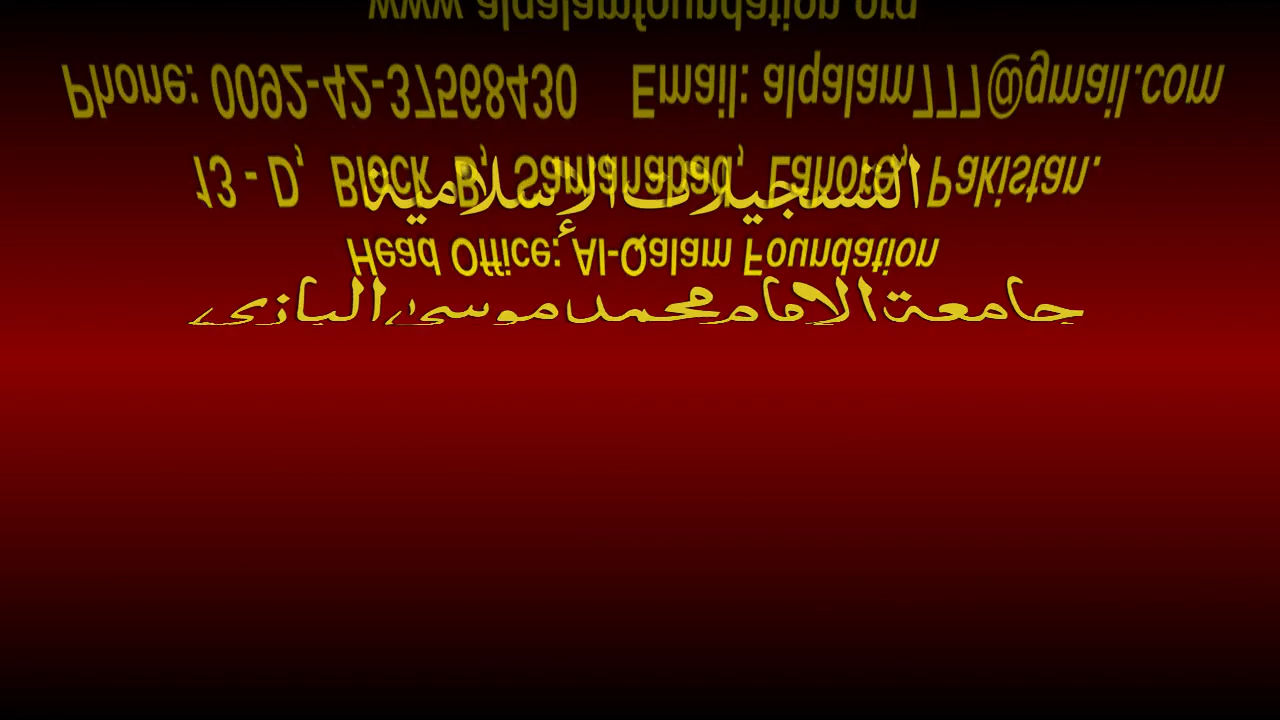 www.alqalamfoundation.org
Phone: 0092-42-37568430 Email: alqalam777@gmail.com
13 - D, Block B, Samanabad, Lahore, Pakistan.
التسجيلات الإسلامية
Head Office: Al-Qalam Foundation
جامعة الامام محمد موسیٰ البازی